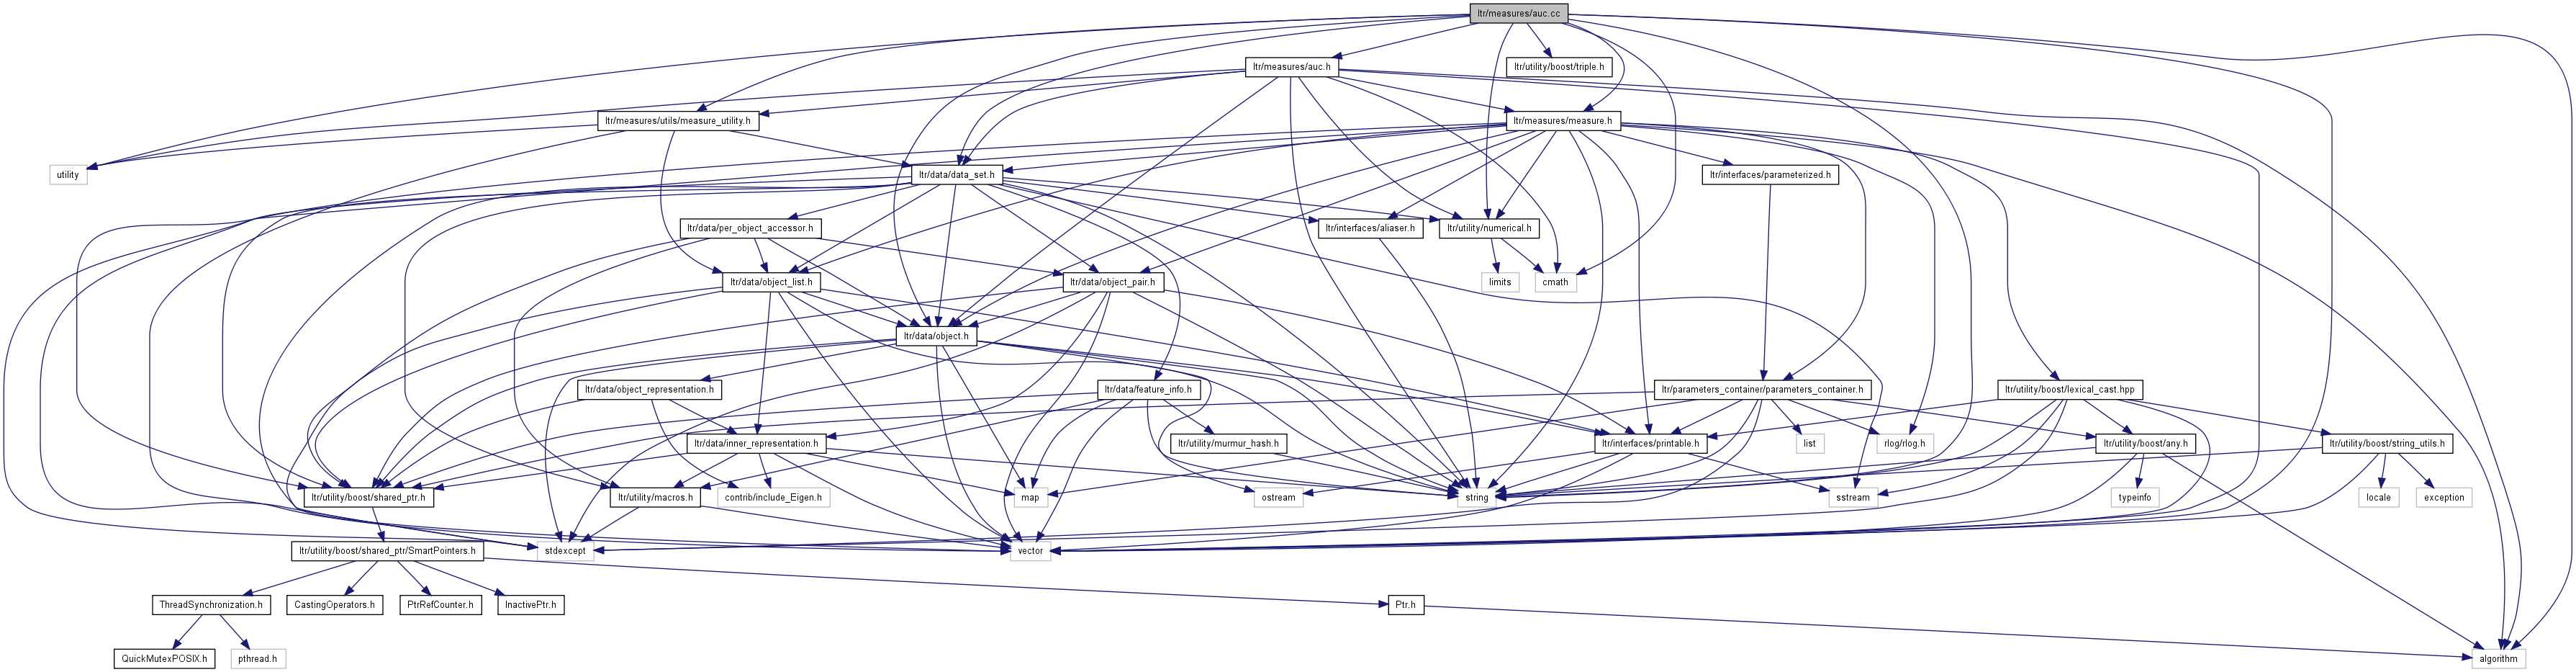 ltr/measures/auc.cc
ltr/measures/auc.h
ltr/utility/boost/triple.h
ltr/measures/utils/measure_utility.h
ltr/measures/measure.h
utility
ltr/data/data_set.h
ltr/interfaces/parameterized.h
ltr/data/per_object_accessor.h
ltr/interfaces/aliaser.h
ltr/utility/numerical.h
ltr/data/object_list.h
ltr/data/object_pair.h
limits
cmath
ltr/data/object.h
ltr/data/object_representation.h
ltr/data/feature_info.h
ltr/parameters_container/parameters_container.h
ltr/utility/boost/lexical_cast.hpp
ltr/data/inner_representation.h
ltr/utility/murmur_hash.h
ltr/interfaces/printable.h
list
rlog/rlog.h
ltr/utility/boost/any.h
ltr/utility/boost/string_utils.h
ltr/utility/boost/shared_ptr.h
ltr/utility/macros.h
contrib/include_Eigen.h
map
ostream
string
sstream
typeinfo
locale
exception
ltr/utility/boost/shared_ptr/SmartPointers.h
stdexcept
vector
ThreadSynchronization.h
CastingOperators.h
PtrRefCounter.h
InactivePtr.h
Ptr.h
QuickMutexPOSIX.h
pthread.h
algorithm